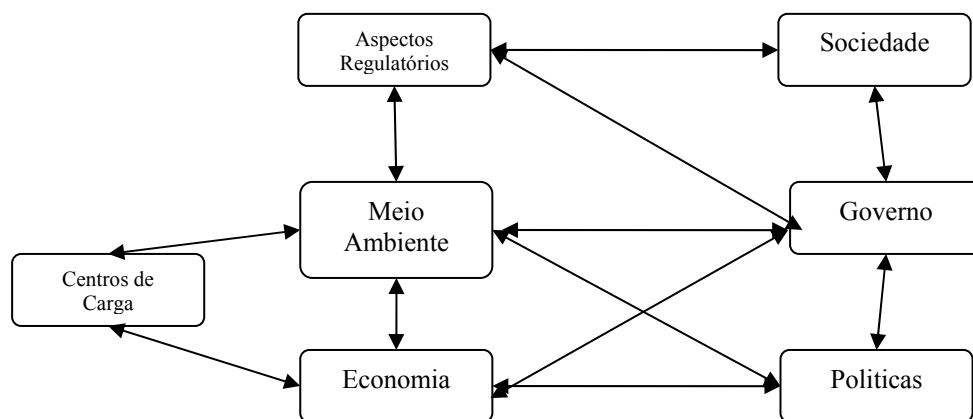 Aspectos
Regulatórios
Sociedade
Meio
Ambiente
Governo
Centros de
Carga
Economia
Politicas